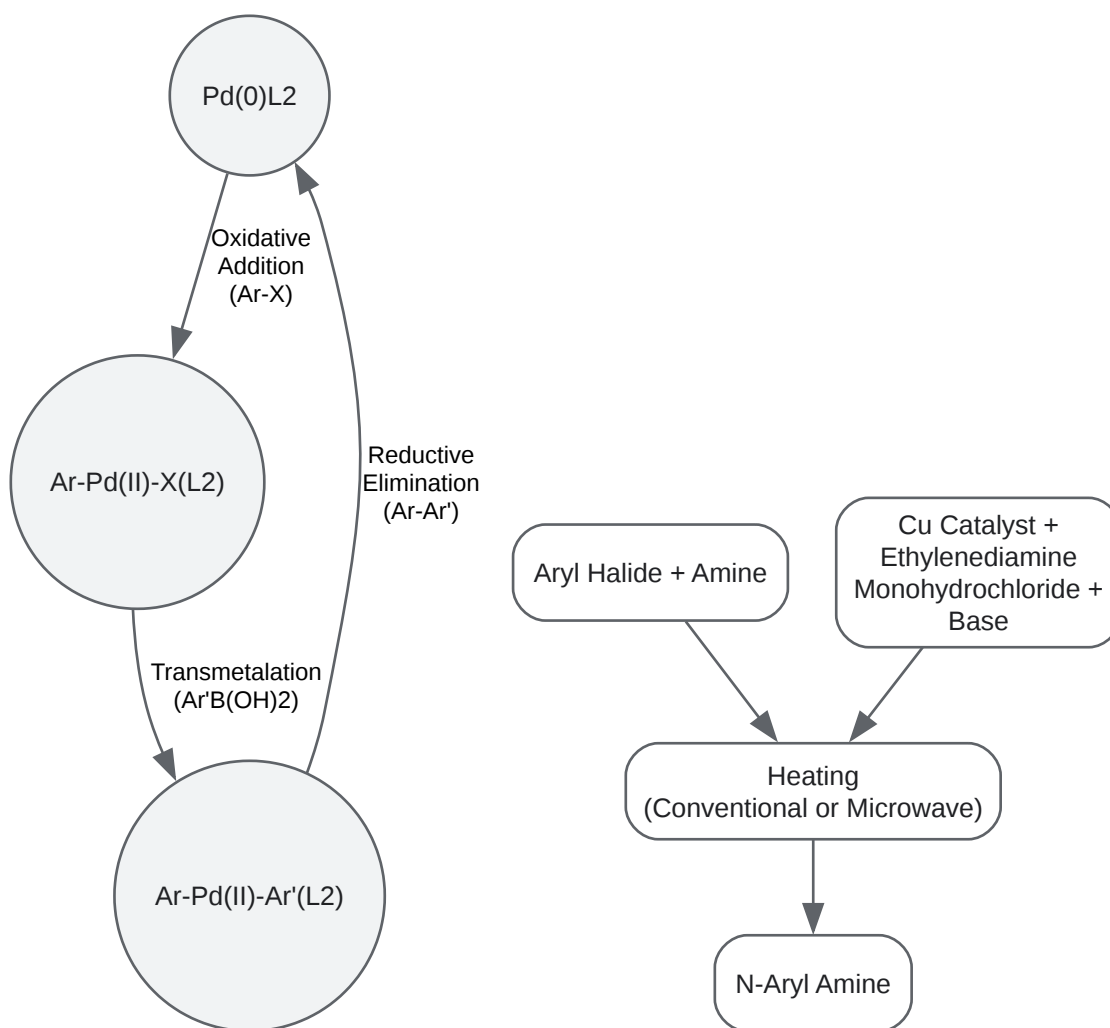 Pd(0)L2
Oxidative
Addition
(Ar-X)
Ar-Pd(II)-X(L2)
Reductive
Elimination
(Ar-Ar')
Transmetalation
(Ar'B(OH)2)
Ar-Pd(II)-Ar'(L2)
Aryl Halide + Amine
Cu Catalyst +
Ethylenediamine
Monohydrochloride +
Base
Heating
(Conventional or Microwave)
N-Aryl Amine